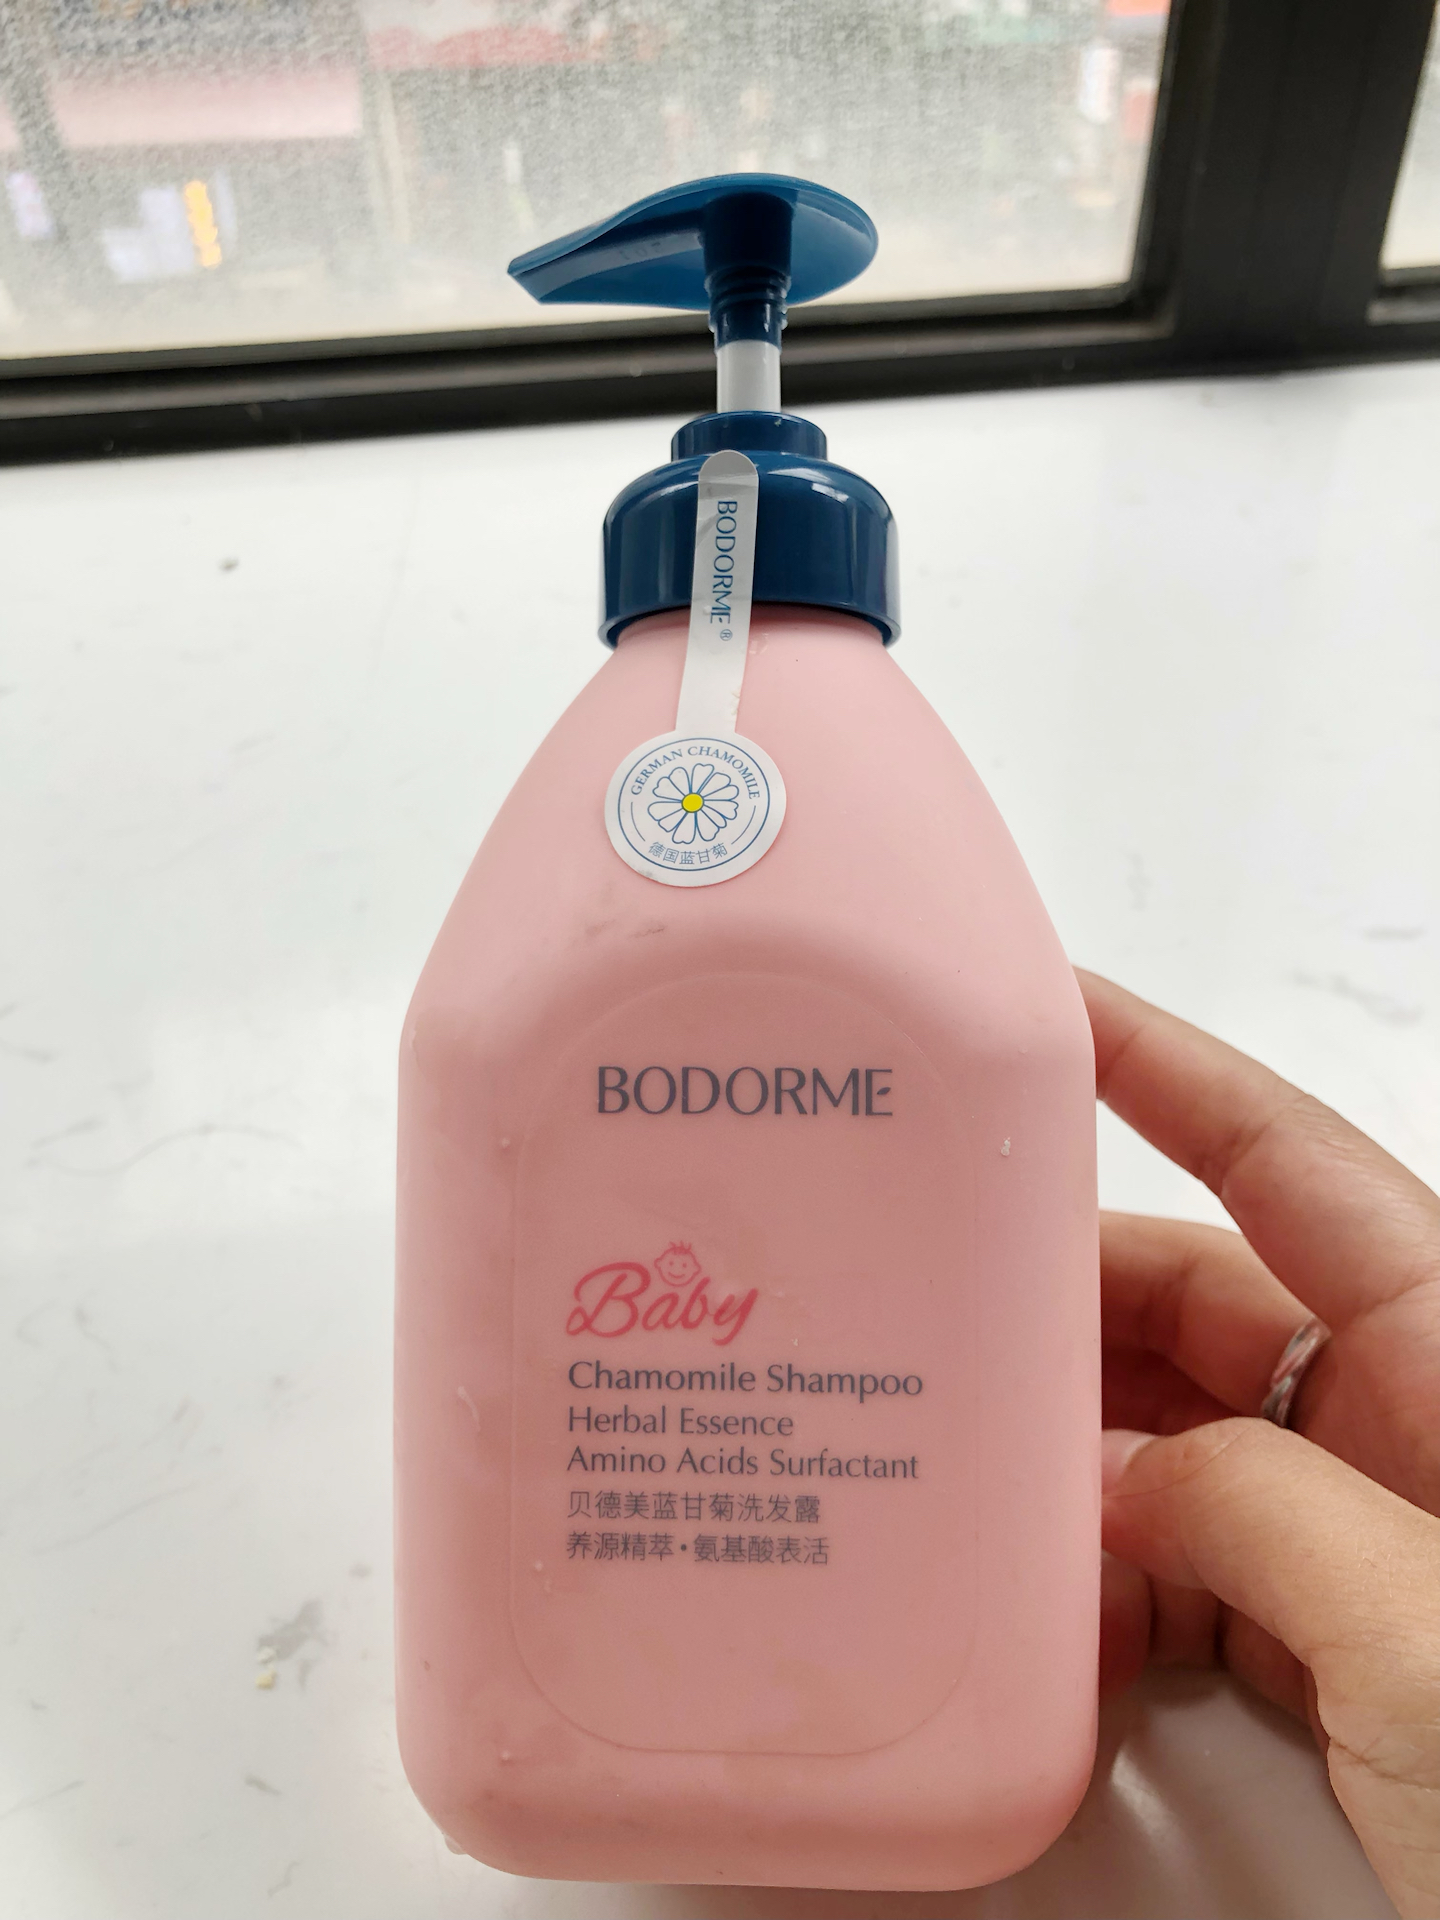 BODORME®
GERMAN CHAMOMILE
德国蓝甘菊
BODORME
Baby
Chamomile Shampoo
Herbal Essence
Amino Acids Surfactant
贝德美蓝甘菊洗发露
养源精萃·氨基酸表活